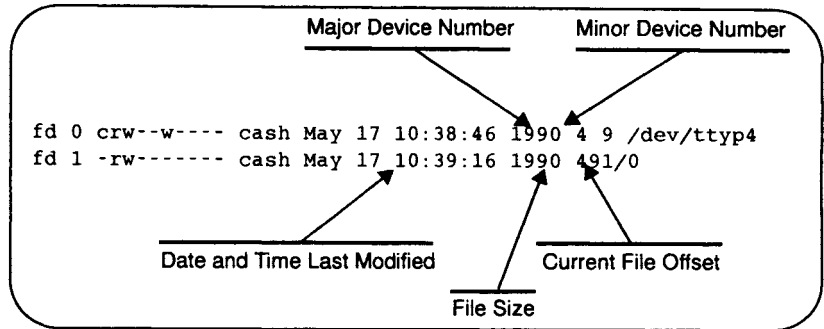 Major Device Number Minor Device Number
fd 0 crw--w---- cash May 17 10:38:46 1990 4 9 /dev/ttyp4
fd 1 -rw------- cash May 17 10:39:16 1990 491/0
Date and Time Last Modified Current File Offset
File Size